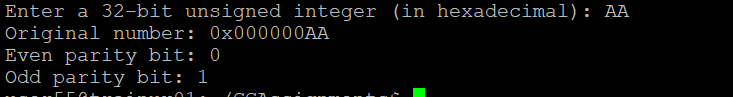 Enter a 32-bit unsigned integer (in hexadecimal): AA
Original number: 0x000000AA
Even parity bit: 0
Odd parity bit: 1